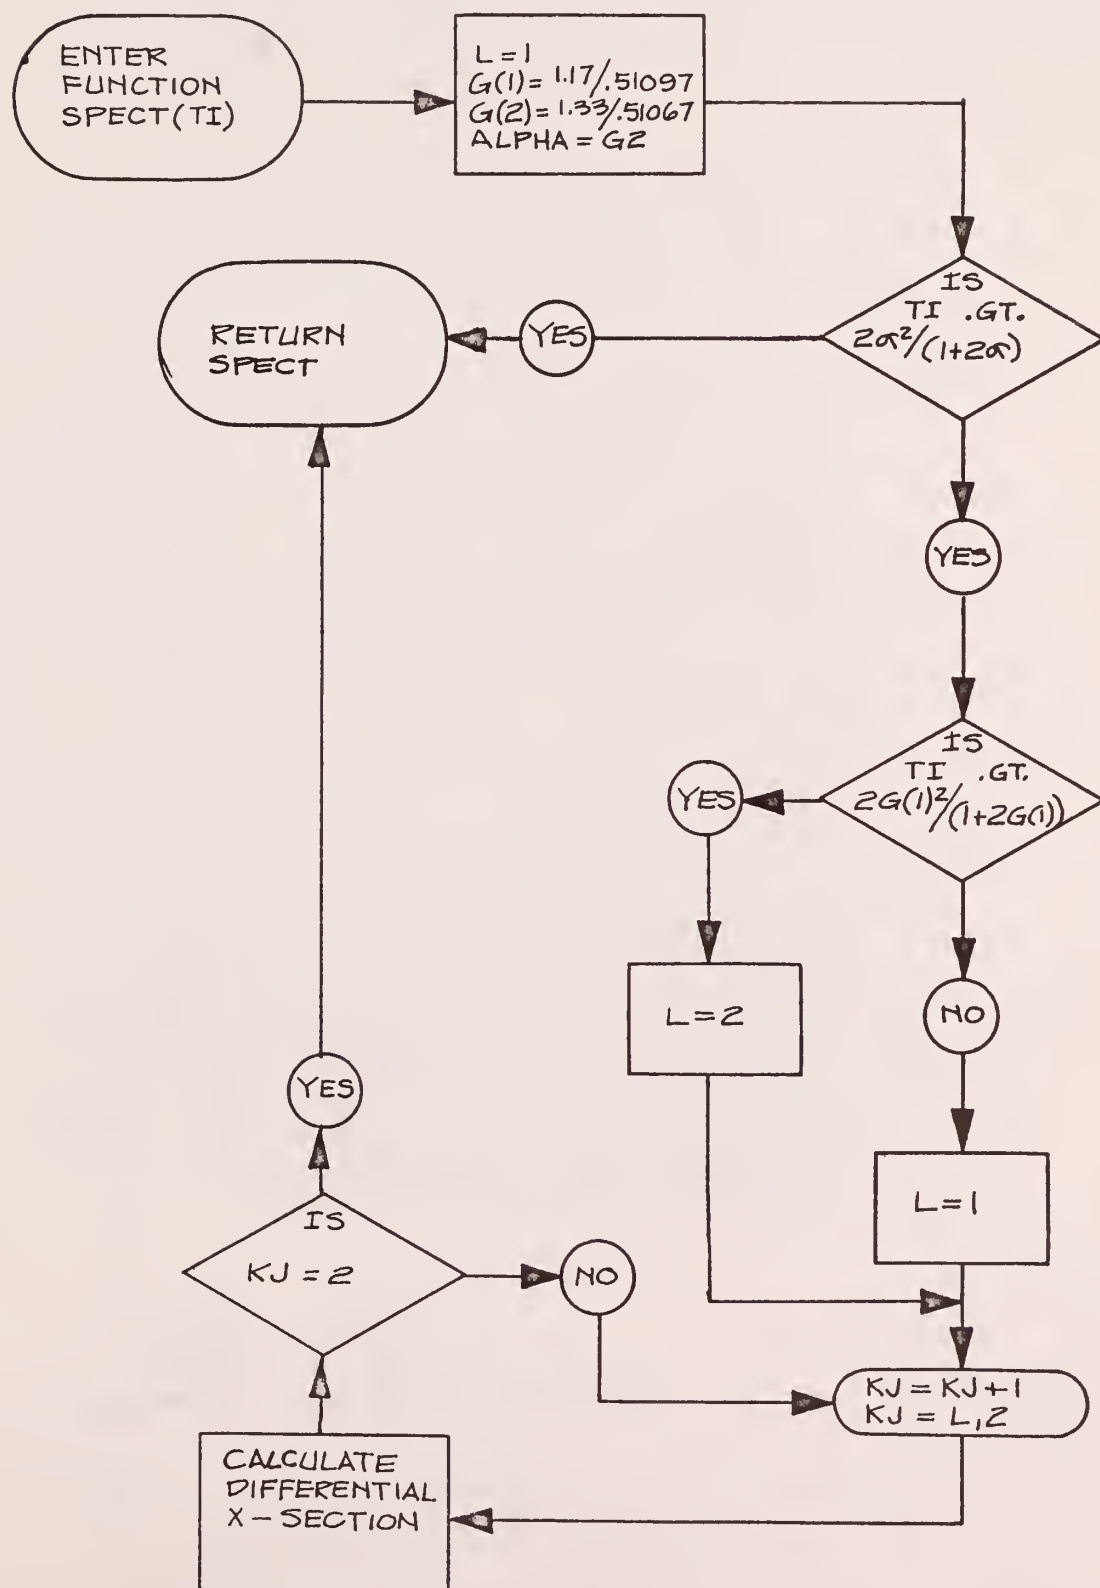 ENTER
FUNCTION
SPECT(TI)
L=1
G(1)= 1.17/.51097
G(2)= 1.33/.51067
ALPHA = G2
IS
TI .GT.
2α²/(1+2α)
YES
RETURN
SPECT
YES
IS
TI .GT.
2G(1)²/(1+2G(1))
YES
L=2
NO
L=1
YES
IS
KJ = 2
NO
KJ = KJ+1
KJ = L,2
CALCULATE
DIFFERENTIAL
X-SECTION